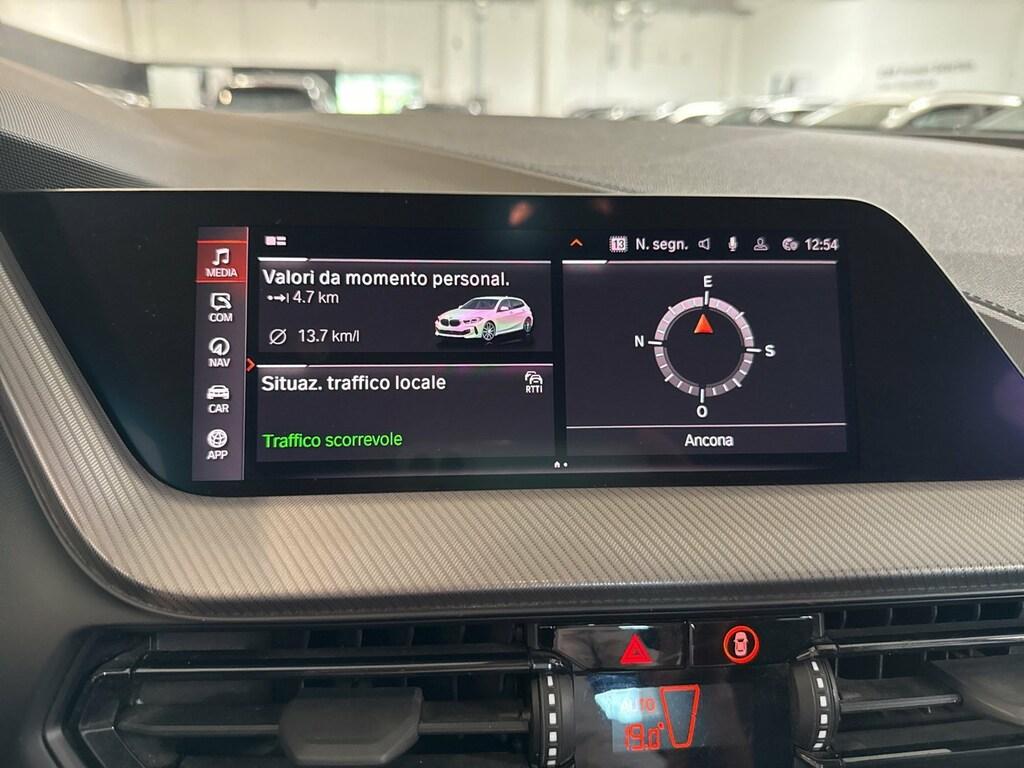 MEDIA
COM
NAV
CAR
APP
13 N. segn. 12:54
Valori da momento personal.
4.7 km
13.7 km/l
Situaz. traffico locale
RTTI
Traffico scorrevole
E
N
S
O
Ancona
AUTO
19.0°